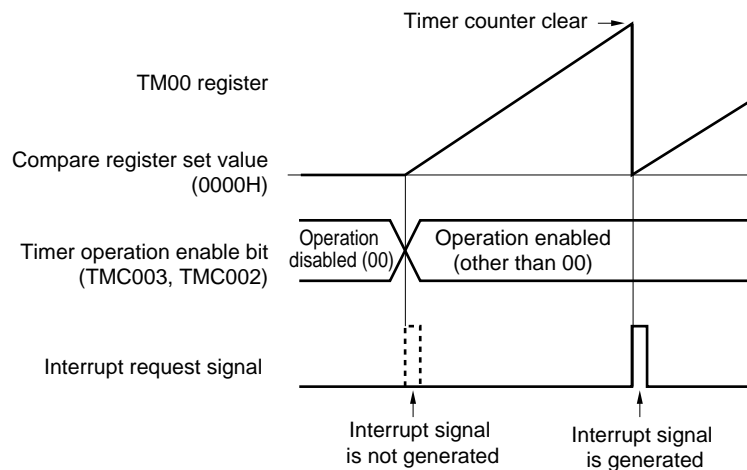 Timer counter clear
TM00 register
Compare register set value
(0000H)
Timer operation enable bit
(TMC003, TMC002)
Operation
disabled (00)
Operation enabled
(other than 00)
Interrupt request signal
Interrupt signal
is not generated
Interrupt signal
is generated